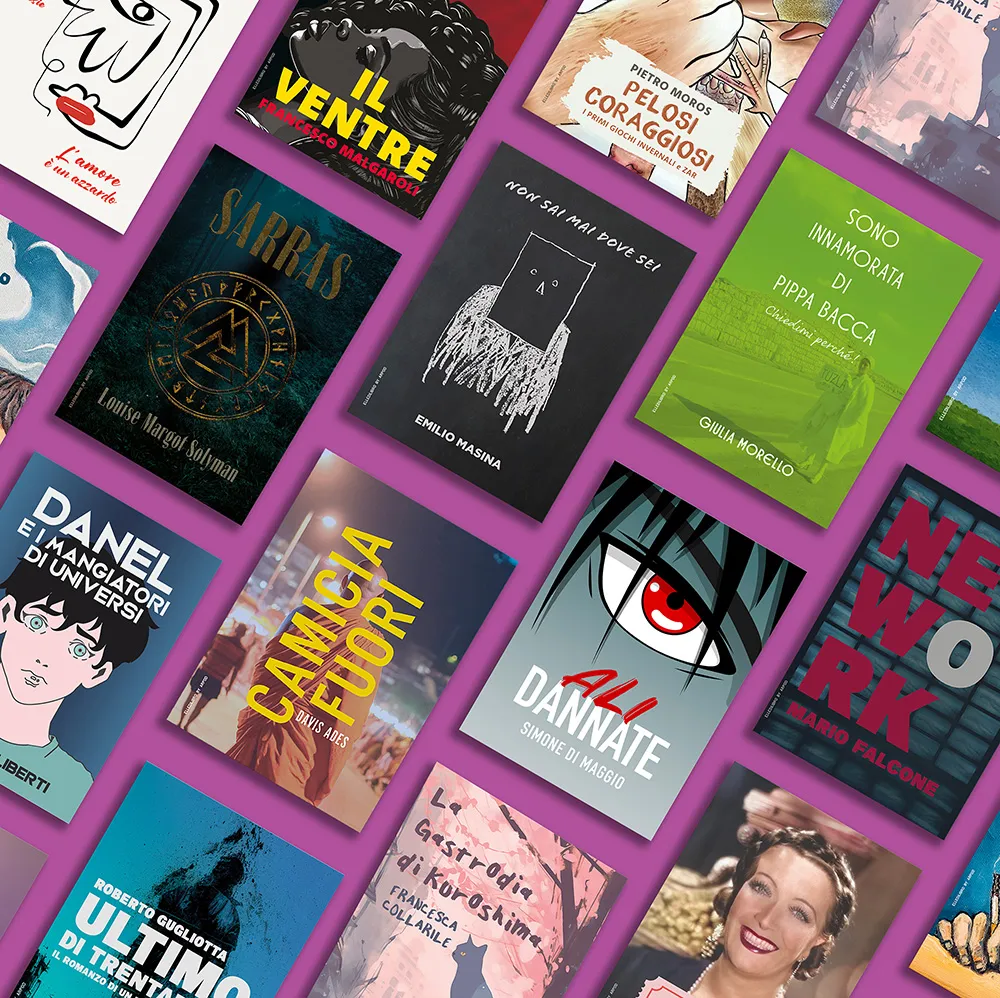 L'amore
è un azzardo
IL
VENTRE
FRANCESCO MALGAROLI
PIETRO MOROS
PELOSI
CORAGGIOSI
I PRIMI GIOCHI INVERNALI e ZAR
SARRAS
Louise Margot Solyman
NON SAI MAI DOVE SEI
EMILIO MASINA
SONO
INNAMORATA
DI
PIPPA BACCA
Chiedimi perché!
GIULIA MORELLO
DANEL
E I MANGIATORI
DI UNIVERSI
LIBERTI
CAMICIA
FUORI
DAVIS ADES
ALI
DANNATE
SIMONE DI MAGGIO
NE
WO
RK
MARIO FALCONE
ROBERTO GUGLIOTTA
ULTIMO
DI TRENTA
IL ROMANZO DI UN
La
GastrOdia
di KurOshima
FRANCESCA
COLLARILE